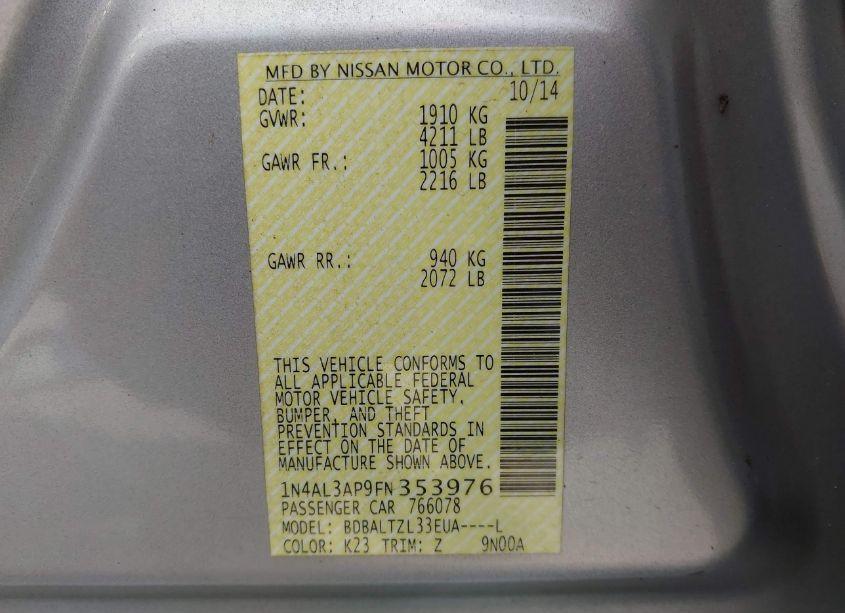 MFD BY NISSAN MOTOR CO., LTD.
DATE: 10/14
GVWR: 1910 KG
4211 LB
GAWR FR.: 1005 KG
2216 LB
GAWR RR.: 940 KG
2072 LB
THIS VEHICLE CONFORMS TO
ALL APPLICABLE FEDERAL
MOTOR VEHICLE SAFETY,
BUMPER, AND THEFT
PREVENTION STANDARDS IN
EFFECT ON THE DATE OF
MANUFACTURE SHOWN ABOVE.
1N4AL3AP9FN353976
PASSENGER CAR 766078
MODEL: BDBALTZL33EUA----L
COLOR: K23 TRIM: Z 9N00A